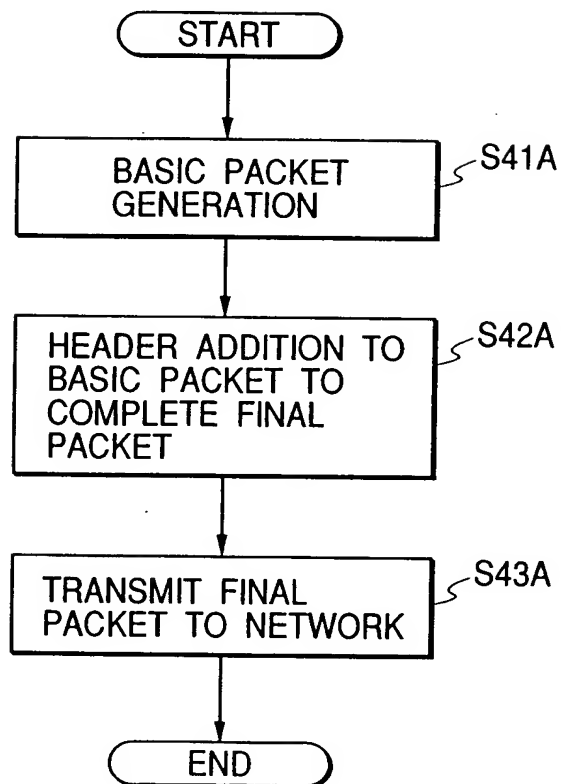 START
BASIC PACKET
GENERATION
S41A
HEADER ADDITION TO
BASIC PACKET TO
COMPLETE FINAL
PACKET
S42A
TRANSMIT FINAL
PACKET TO NETWORK
S43A
END